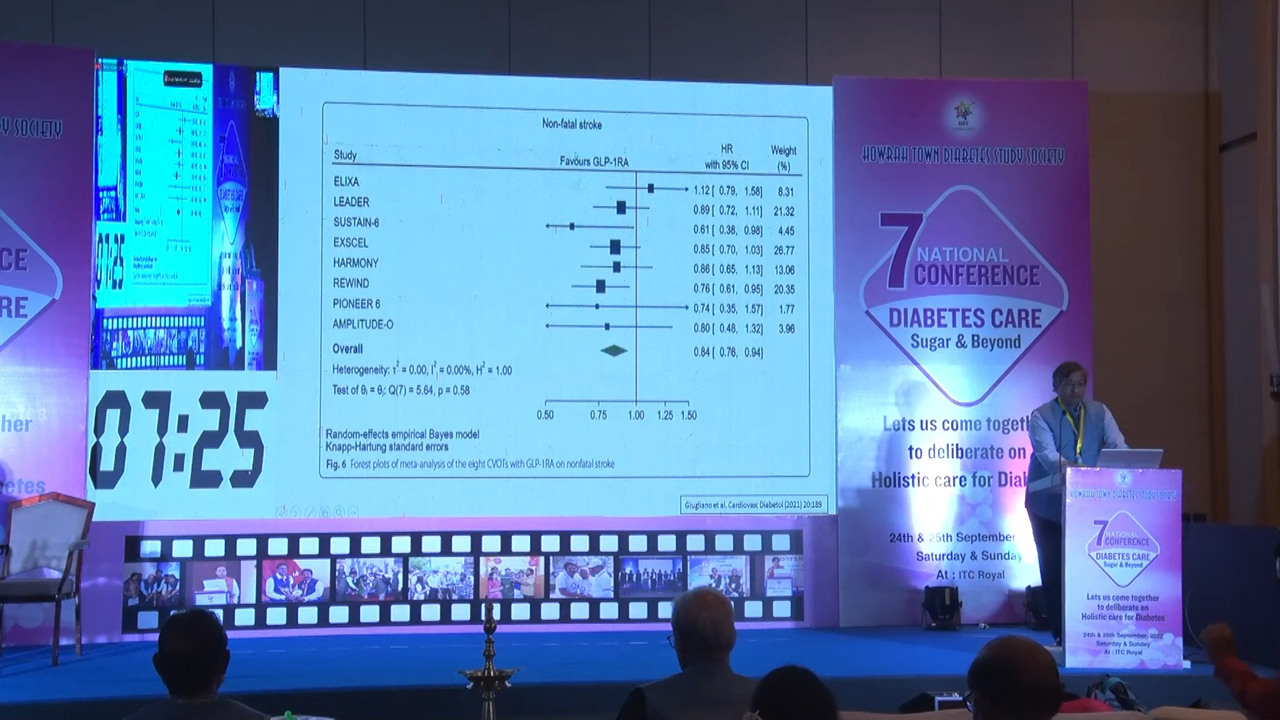 Y SOCIETY
CE
RE
her
etes
07:25
07:25
Non-fatal stroke
Study
Favours GLP-1RA
HR
with 95% CI
Weight
(%)
ELIXA 1.12 [ 0.79, 1.58] 8.31
LEADER 0.89 [ 0.72, 1.11] 21.32
SUSTAIN-6 0.61 [ 0.38, 0.98] 4.45
EXSCEL 0.85 [ 0.70, 1.03] 26.77
HARMONY 0.86 [ 0.65, 1.13] 13.06
REWIND 0.76 [ 0.61, 0.95] 20.35
PIONEER 6 0.74 [ 0.35, 1.57] 1.77
AMPLITUDE-O 0.80 [ 0.48, 1.32] 3.96
Overall 0.84 [ 0.76, 0.94]
Heterogeneity: τ² = 0.00, I² = 0.00%, H² = 1.00
Test of θᵢ = θⱼ: Q(7) = 5.64, p = 0.58
0.50 0.75 1.00 1.25 1.50
Random-effects empirical Bayes model
Knapp-Hartung standard errors
Fig. 6 Forest plots of meta-analysis of the eight CVOTs with GLP-1RA on nonfatal stroke
Giugliano et al. Cardiovasc Diabetol [2021] 20:189
HOWRAH TOWN DIABETES STUDY SOCIETY
7 NATIONAL
CONFERENCE
DIABETES CARE
Sugar & Beyond
Lets us come togeth
to deliberate on
Holistic care for Dia
24th & 25th September
Saturday & Sunday
At : ITC Royal
HOWRAH TOWN DIABETES STUDY SOCIETY
7 NATIONAL
CONFERENCE
DIABETES CARE
Sugar & Beyond
Lets us come together
to deliberate on
Holistic care for Diabetes
24th & 25th September, 2022
Saturday & Sunday
At : ITC Royal